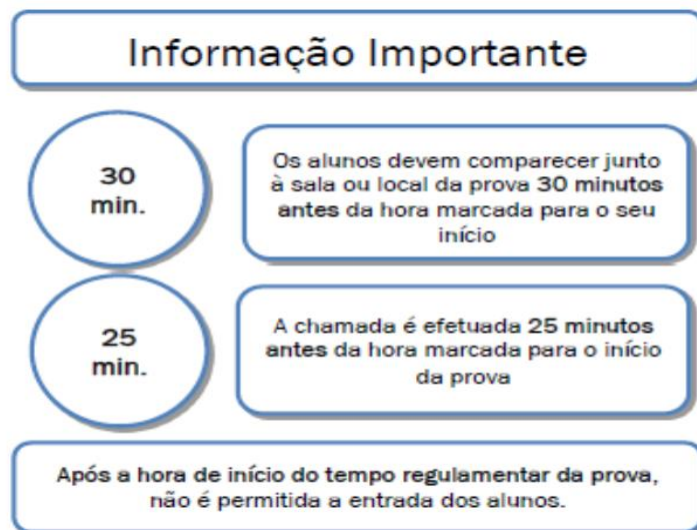 Informação Importante
30
min.
Os alunos devem comparecer junto
à sala ou local da prova 30 minutos
antes da hora marcada para o seu
início
25
min.
A chamada é efetuada 25 minutos
antes da hora marcada para o início
da prova
Após a hora de início do tempo regulamentar da prova,
não é permitida a entrada dos alunos.